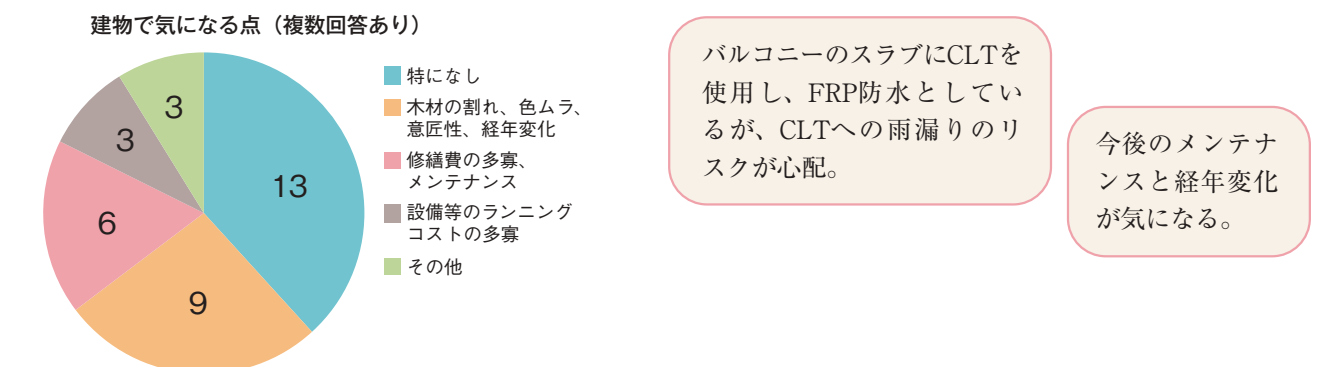 建物で気になる点（複数回答あり）
13
9
6
3
3
特になし
木材の割れ、色ムラ、
意匠性、経年変化
修繕費の多寡、
メンテナンス
設備等のランニング
コストの多寡
その他
バルコニーのスラブにCLTを
使用し、FRP防水としてい
るが、CLTへの雨漏りのリ
スクが心配。
今後のメンテナ
ンスと経年変化
が気になる。